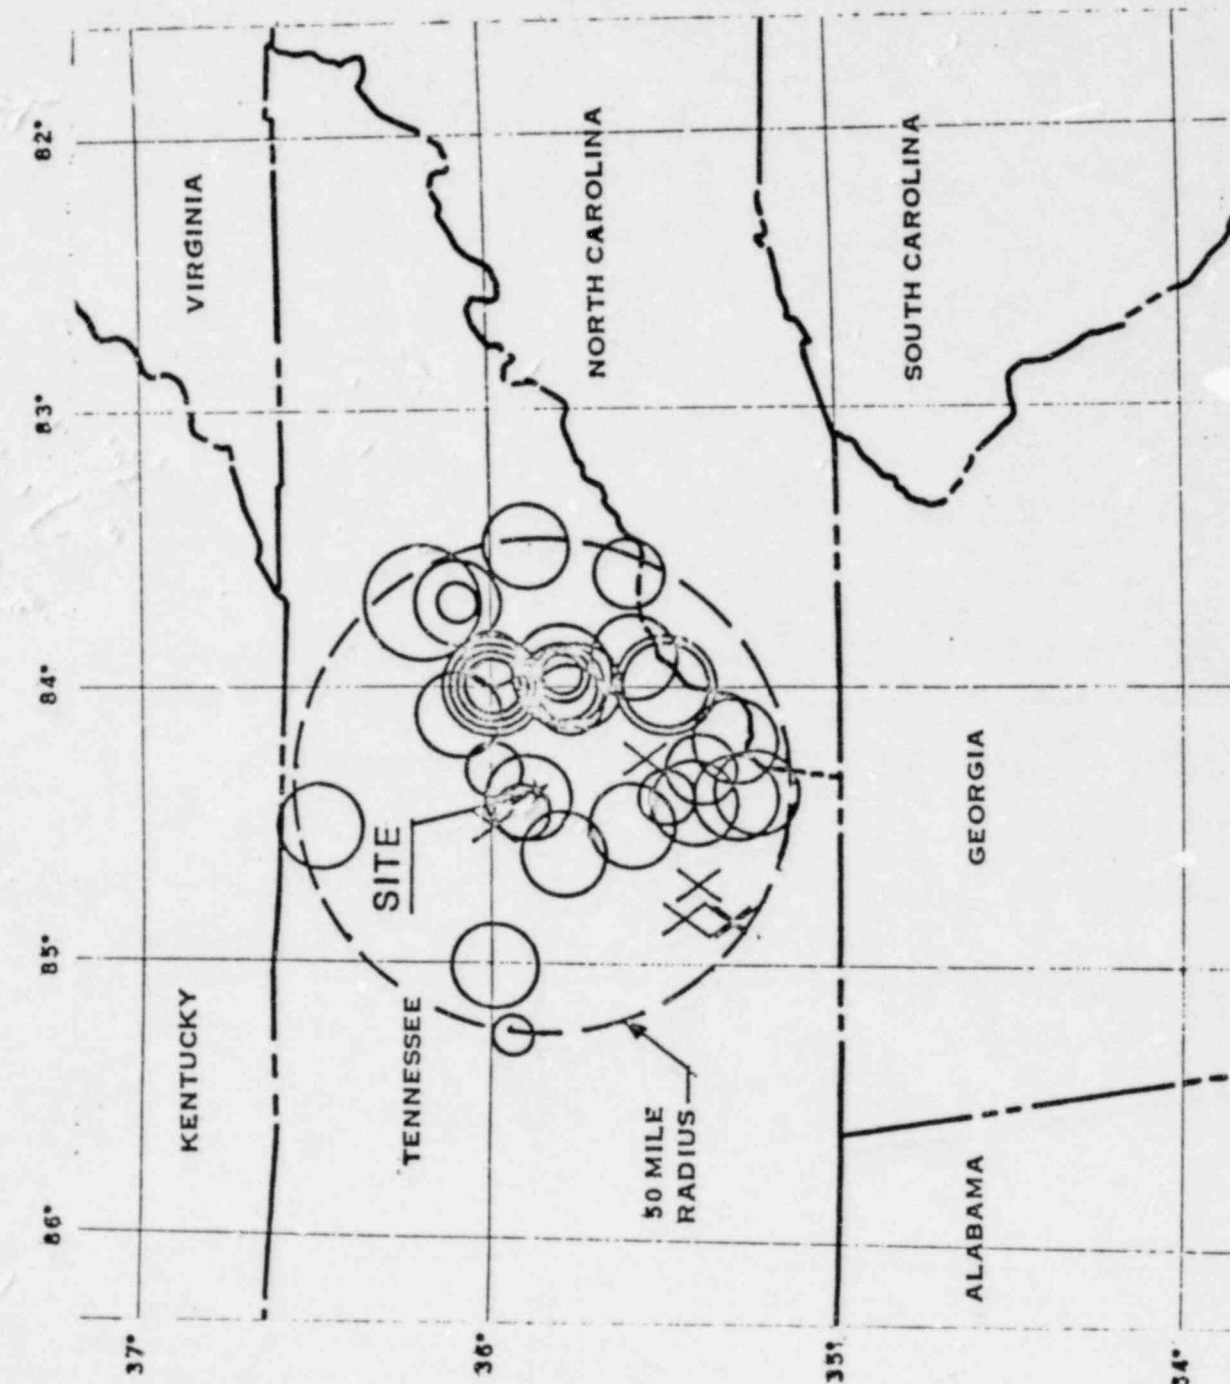 86°
85°
84°
83°
82°
37°
36°
35°
34°
KENTUCKY
VIRGINIA
TENNESSEE
SITE
NORTH CAROLINA
50 MILE
RADIUS
SOUTH CAROLINA
ALABAMA
GEORGIA